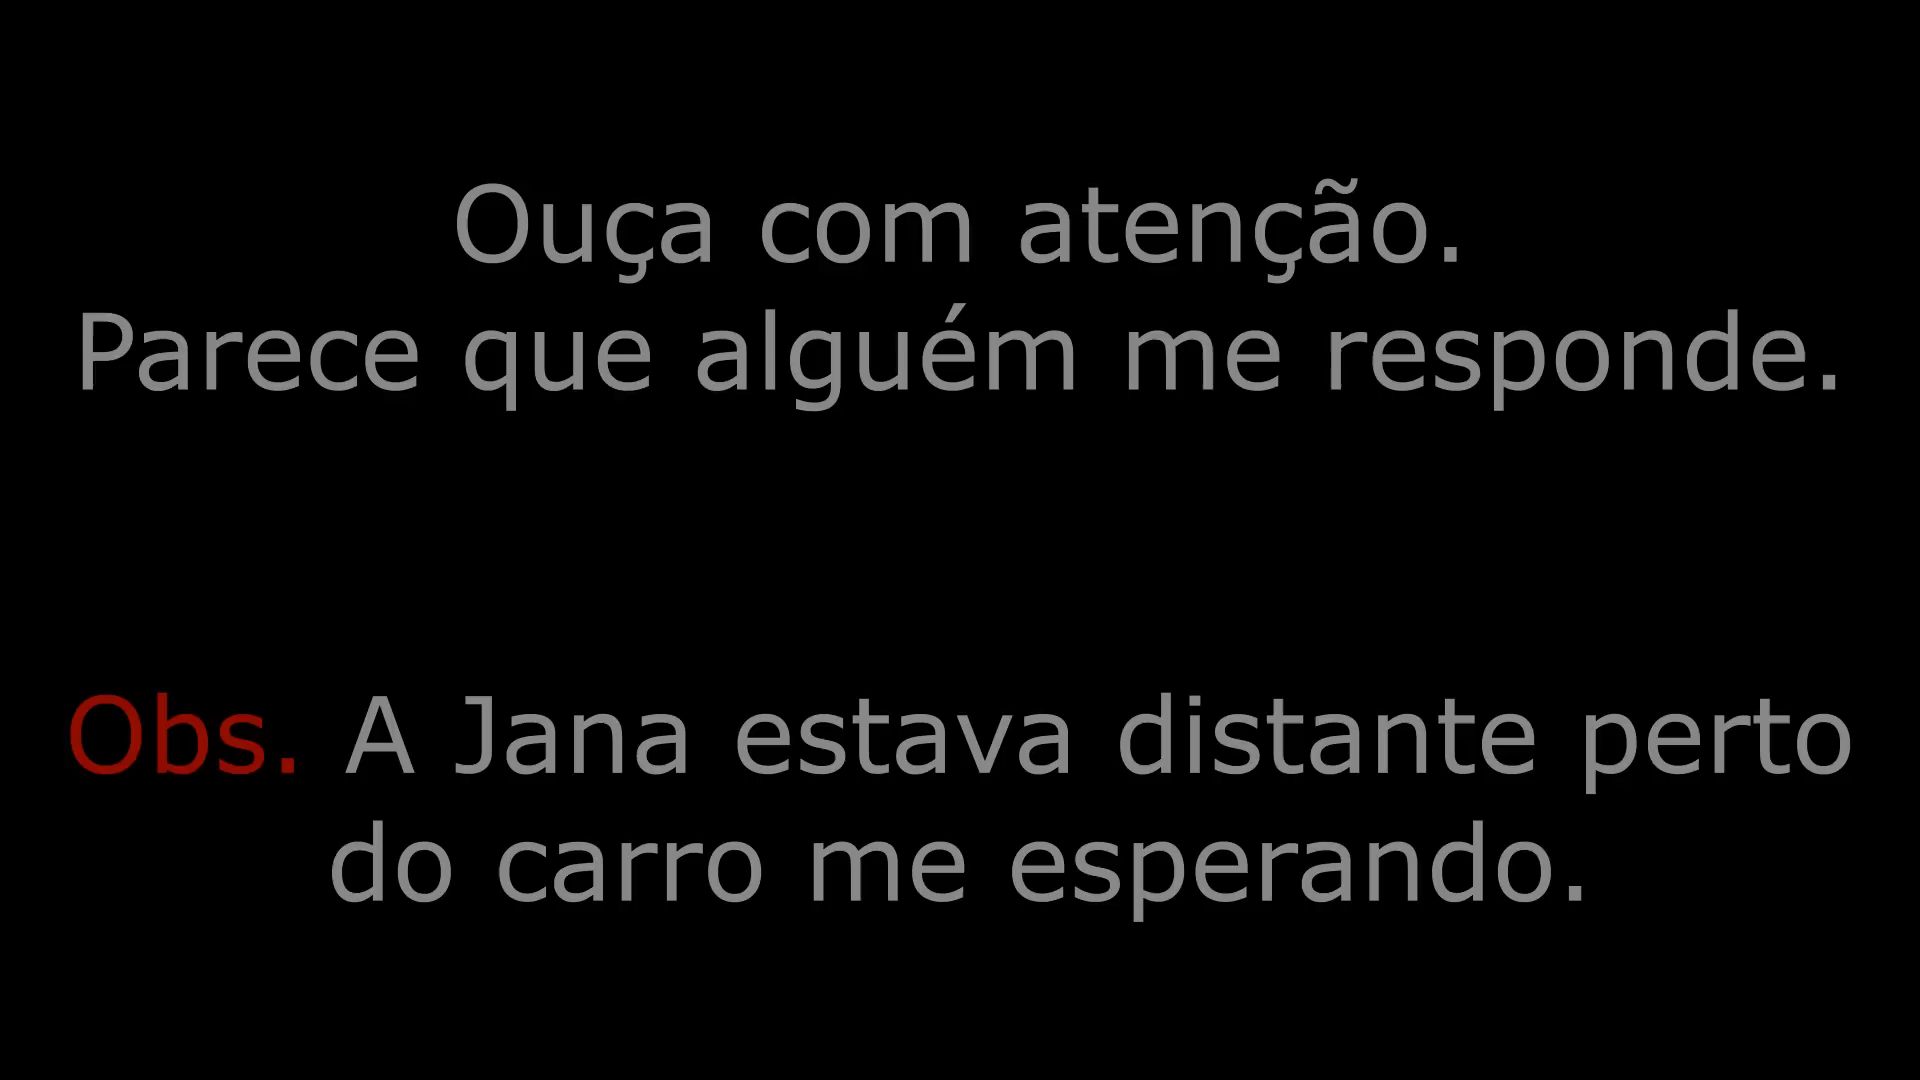 Ouça com atenção.
Parece que alguém me responde.
Obs. A Jana estava distante perto
do carro me esperando.